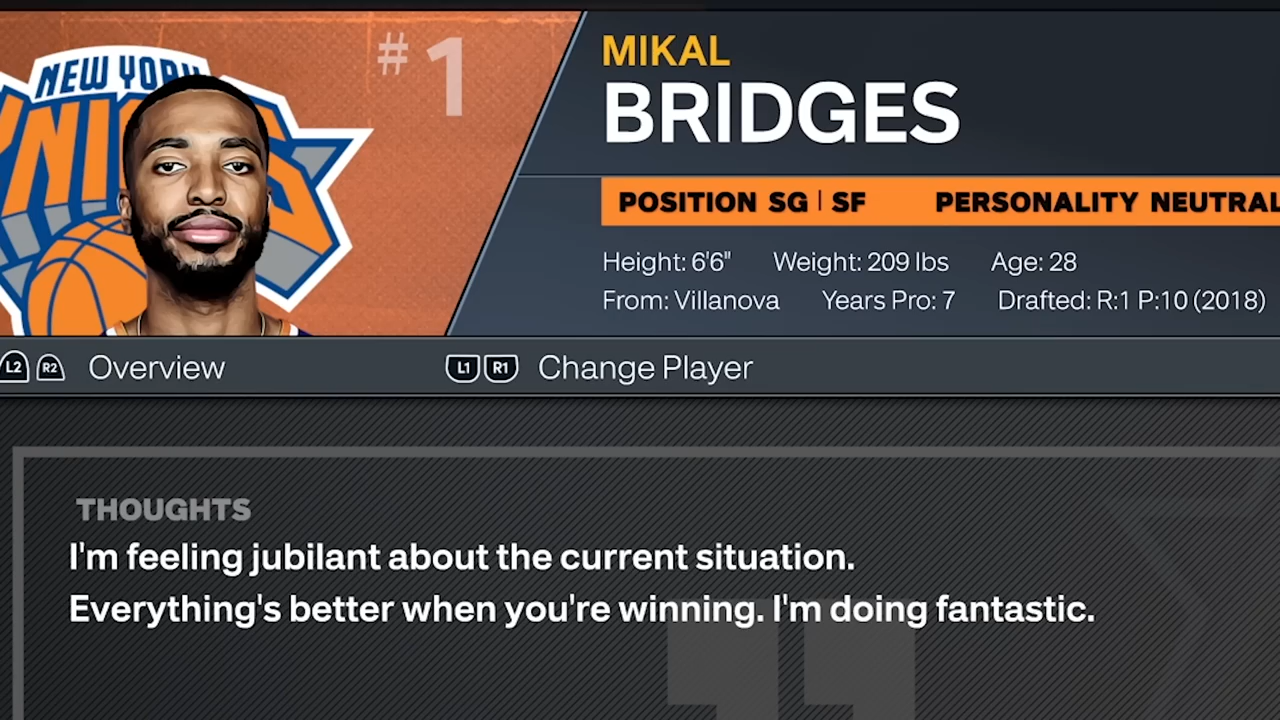 NEW YORK
KNICKS
#1
MIKAL
BRIDGES
POSITION SG | SF PERSONALITY NEUTRAL
Height: 6'6" Weight: 209 lbs Age: 28
From: Villanova Years Pro: 7 Drafted: R:1 P:10 (2018)
L2 R2 Overview L1 R1 Change Player
THOUGHTS
I'm feeling jubilant about the current situation.
Everything's better when you're winning. I'm doing fantastic.